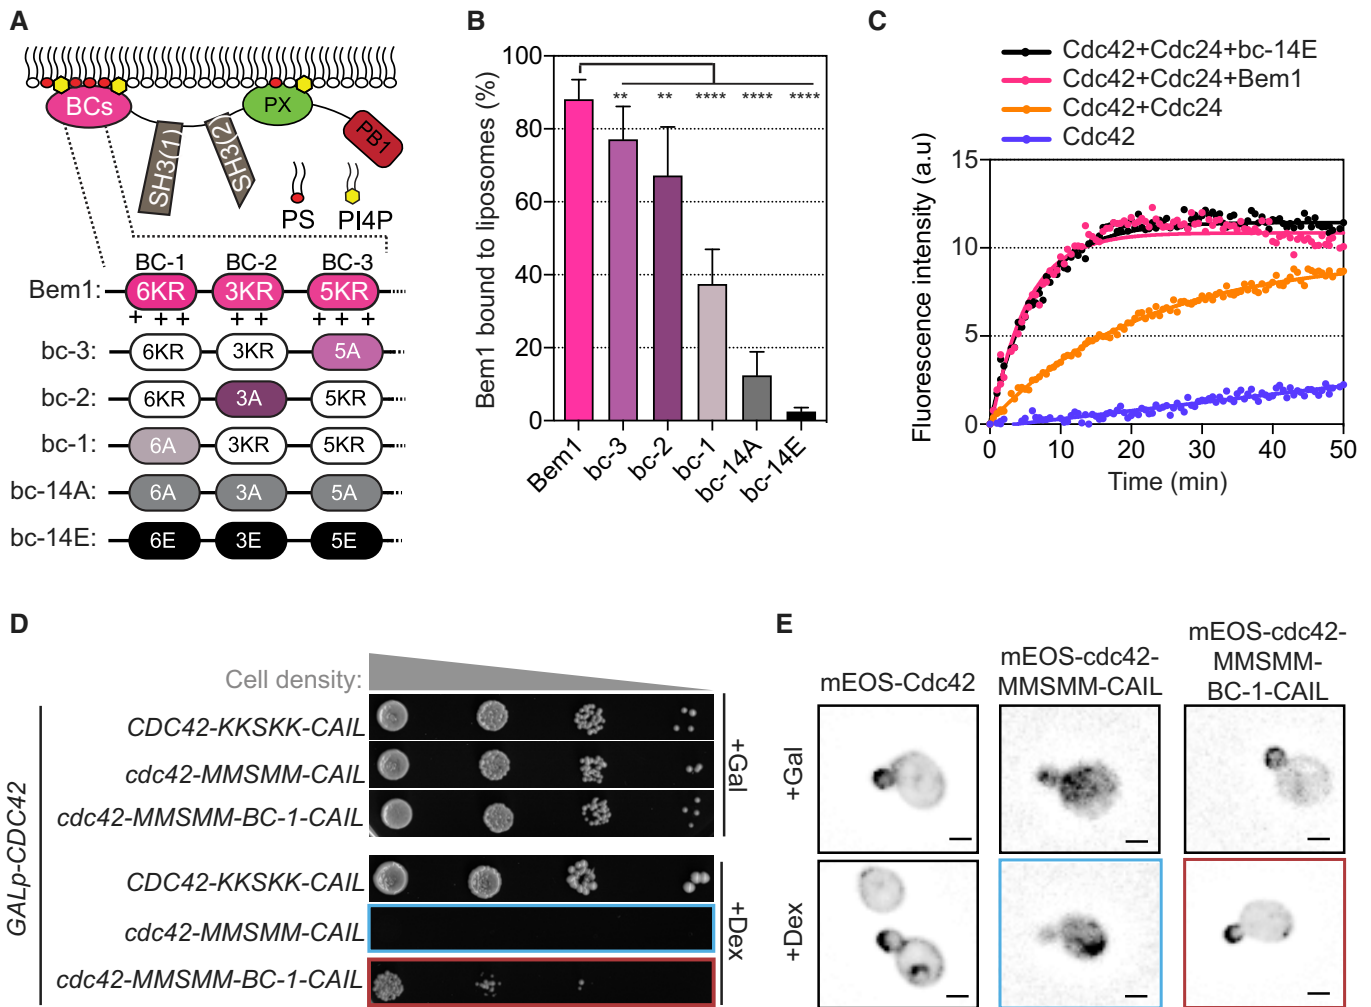 A
BCs
PX
SH3(1)
SH3(2)
PB1
PS
PI4P
BC-1
BC-2
BC-3
Bem1:
6KR
3KR
5KR
+ + +
+ +
+ + +
bc-3:
6KR
3KR
5A
bc-2:
6KR
3A
5KR
bc-1:
6A
3KR
5KR
bc-14A:
6A
3A
5A
bc-14E:
6E
3E
5E
B
Bem1 bound to liposomes (%)
100
80
60
40
20
0
** ** **** **** ****
Bem1
bc-3
bc-2
bc-1
bc-14A
bc-14E
C
Cdc42+Cdc24+bc-14E
Cdc42+Cdc24+Bem1
Cdc42+Cdc24
Cdc42
Fluorescence intensity (a.u)
15
10
5
0
0 10 20 30 40 50
Time (min)
D
Cell density:
GALp-CDC42
CDC42-KKSKK-CAIL
cdc42-MMSMM-CAIL
cdc42-MMSMM-BC-1-CAIL
+Gal
CDC42-KKSKK-CAIL
cdc42-MMSMM-CAIL
cdc42-MMSMM-BC-1-CAIL
+Dex
E
mEOS-Cdc42
mEOS-cdc42-
MMSMM-CAIL
mEOS-cdc42-
MMSMM-
BC-1-CAIL
+Gal
+Dex